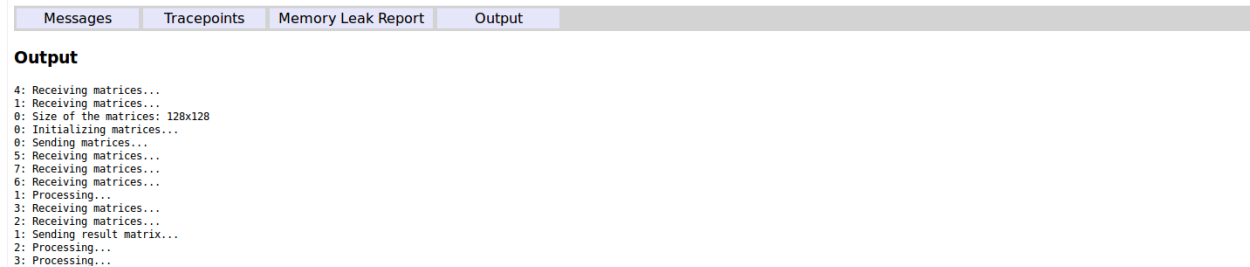 Messages Tracepoints Memory Leak Report Output
Output
4: Receiving matrices...
1: Receiving matrices...
0: Size of the matrices: 128x128
0: Initializing matrices...
0: Sending matrices...
5: Receiving matrices...
7: Receiving matrices...
6: Receiving matrices...
1: Processing...
3: Receiving matrices...
2: Receiving matrices...
1: Sending result matrix...
2: Processing...
3: Processing...